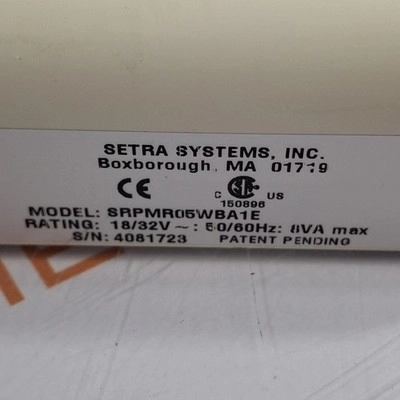 SETRA SYSTEMS, INC.
Boxborough, MA 01719
CE C US
150896
MODEL: SRPMR05WBA1E
RATING: 18/32V ~ : 50/60Hz: 8VA max
S/N: 4081723 PATENT PENDING